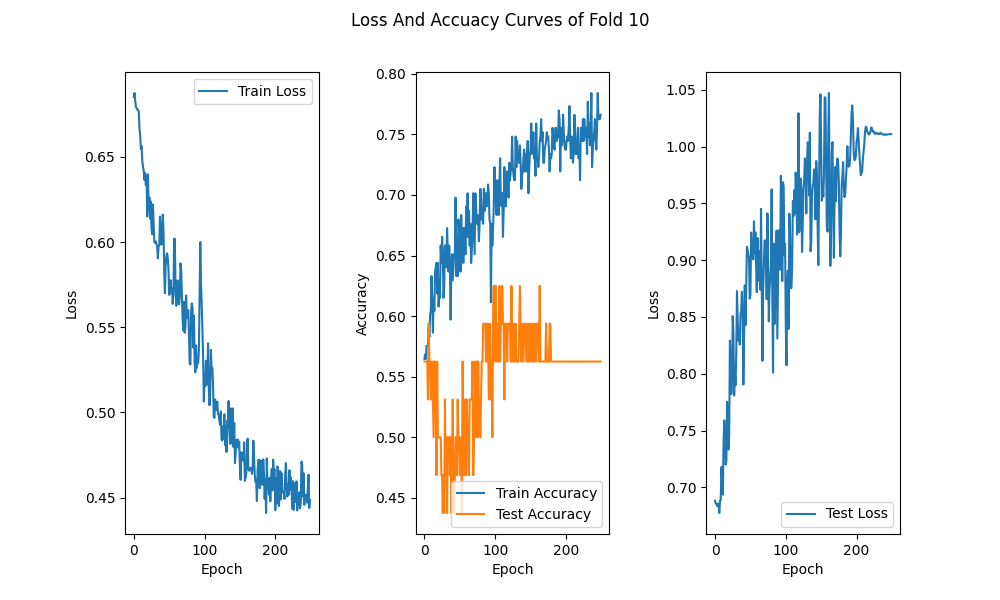 Loss And Accuacy Curves of Fold 10
Train Loss
0.65
0.60
0.55
0.50
0.45
Loss
0
100
200
Epoch
0.80
0.75
0.70
0.65
0.60
0.55
0.50
0.45
Accuracy
Train Accuracy
Test Accuracy
0
100
200
Epoch
1.05
1.00
0.95
0.90
0.85
0.80
0.75
0.70
Loss
Test Loss
0
100
200
Epoch